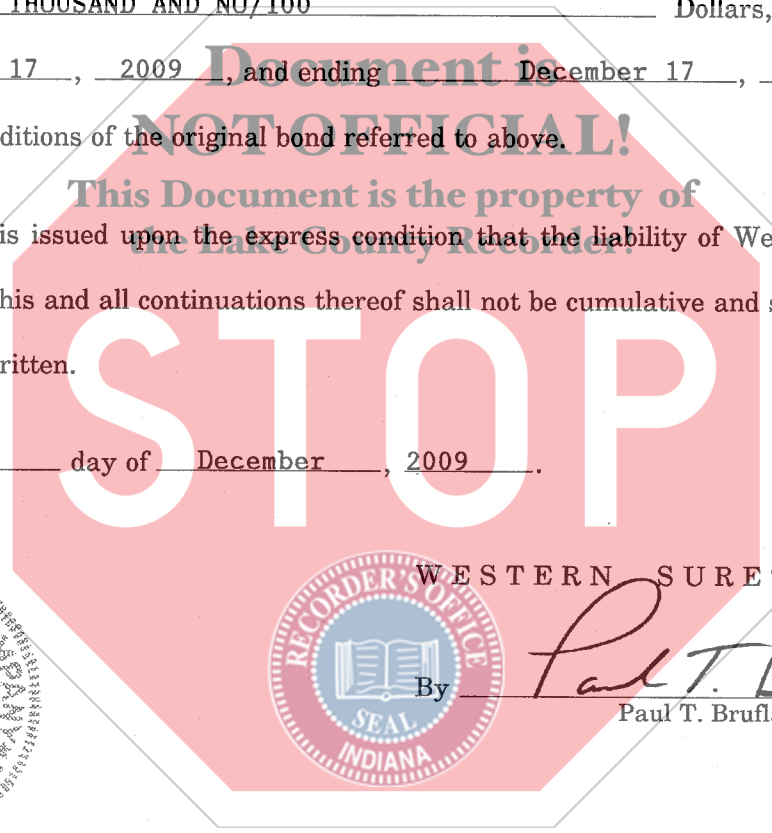 THOUSAND AND NO/100 Dollars,
17, 2009, and ending December 17,
Document is
ditions of the original bond referred to above.
NOT OFFICIAL!
This Document is the property of
is issued upon the express condition that the liability of We
the Lake County Recorder!
his and all continuations thereof shall not be cumulative and s
ritten.
STOP
day of December, 2009.
WESTERN SURE
RECORDER'S OFFICE
SEAL
INDIANA
By Paul T.
Paul T. Brufl